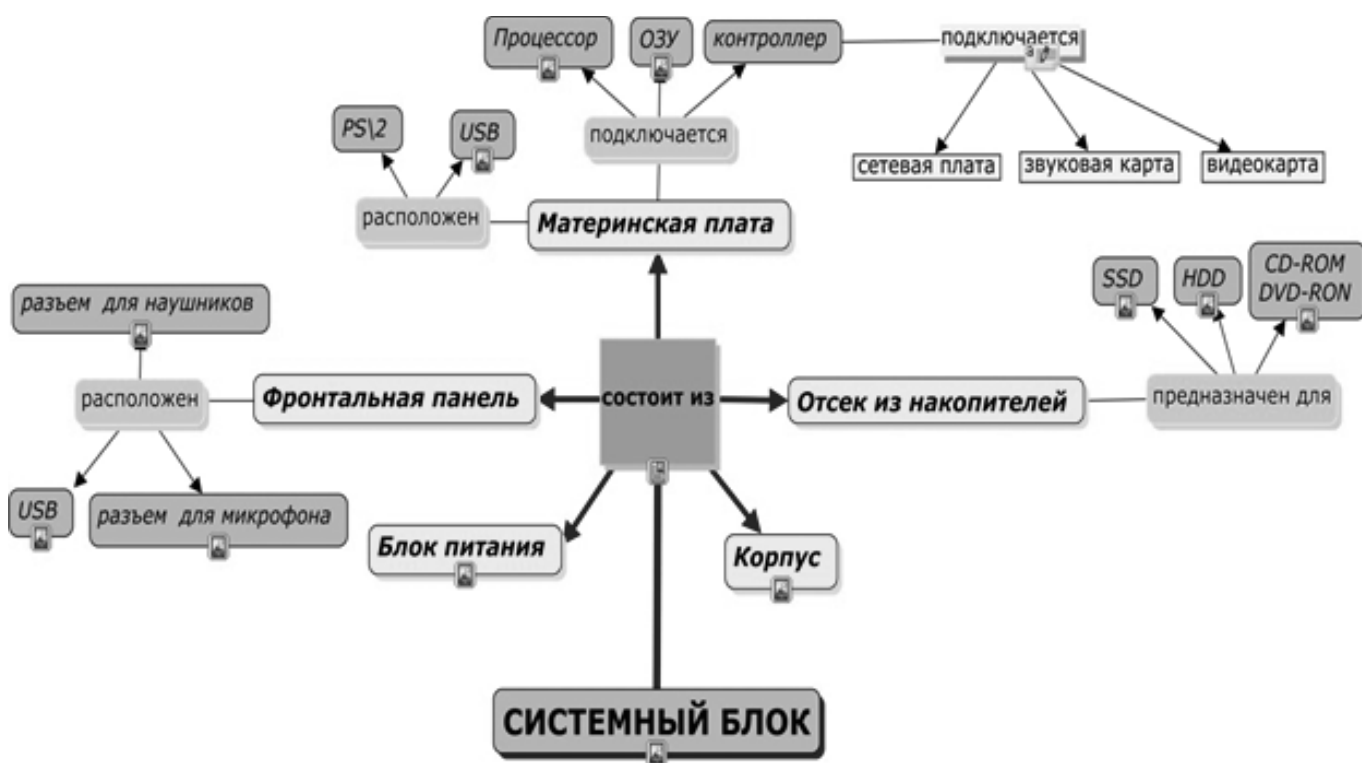 Процессор
ОЗУ
контроллер
подключается
а
PS\2
USB
подключается
сетевая плата
звуковая карта
видеокарта
расположен
Материнская плата
SSD
HDD
CD-ROM
DVD-RON
разъем для наушников
расположен
Фронтальная панель
состоит из
Отсек из накопителей
предназначен для
USB
разъем для микрофона
Блок питания
Корпус
СИСТЕМНЫЙ БЛОК